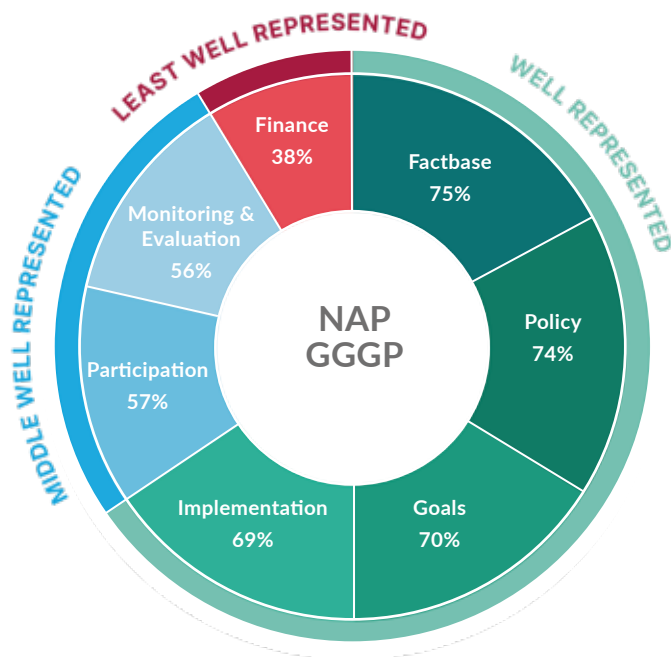 LEAST WELL REPRESENTED
WELL REPRESENTED
MIDDLE WELL REPRESENTED
Finance
38%
Factbase
75%
Monitoring &
Evaluation
56%
NAP
GGGP
Policy
74%
Participation
57%
Implementation
69%
Goals
70%